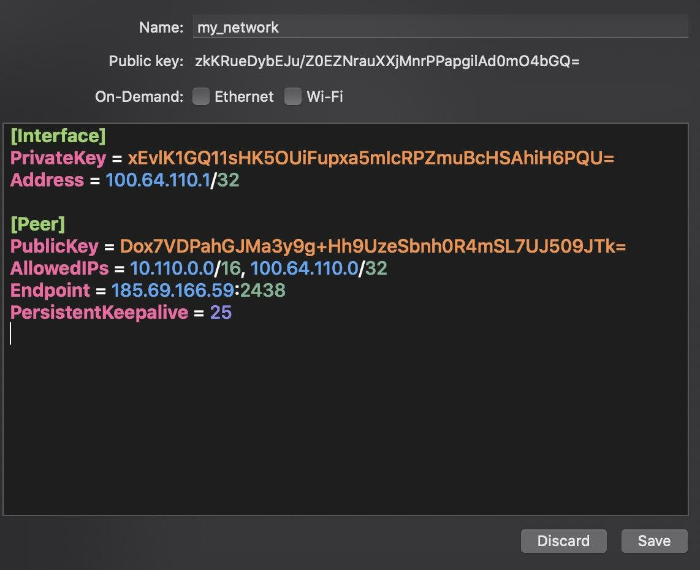 Name: my_network
Public key: zkKRueDybEJu/Z0EZNrauXXjMnrPPapgilAd0mO4bGQ=
On-Demand: Ethernet Wi-Fi
[Interface]
PrivateKey = xEvlK1GQ11sHK5OUiFupxa5mIcRPZmuBcHSAhiH6PQU=
Address = 100.64.110.1/32
[Peer]
PublicKey = Dox7VDPahGJMa3y9g+Hh9UzeSbnh0R4mSL7UJ509JTk=
AllowedIPs = 10.110.0.0/16, 100.64.110.0/32
Endpoint = 185.69.166.59:2438
PersistentKeepalive = 25
Discard Save